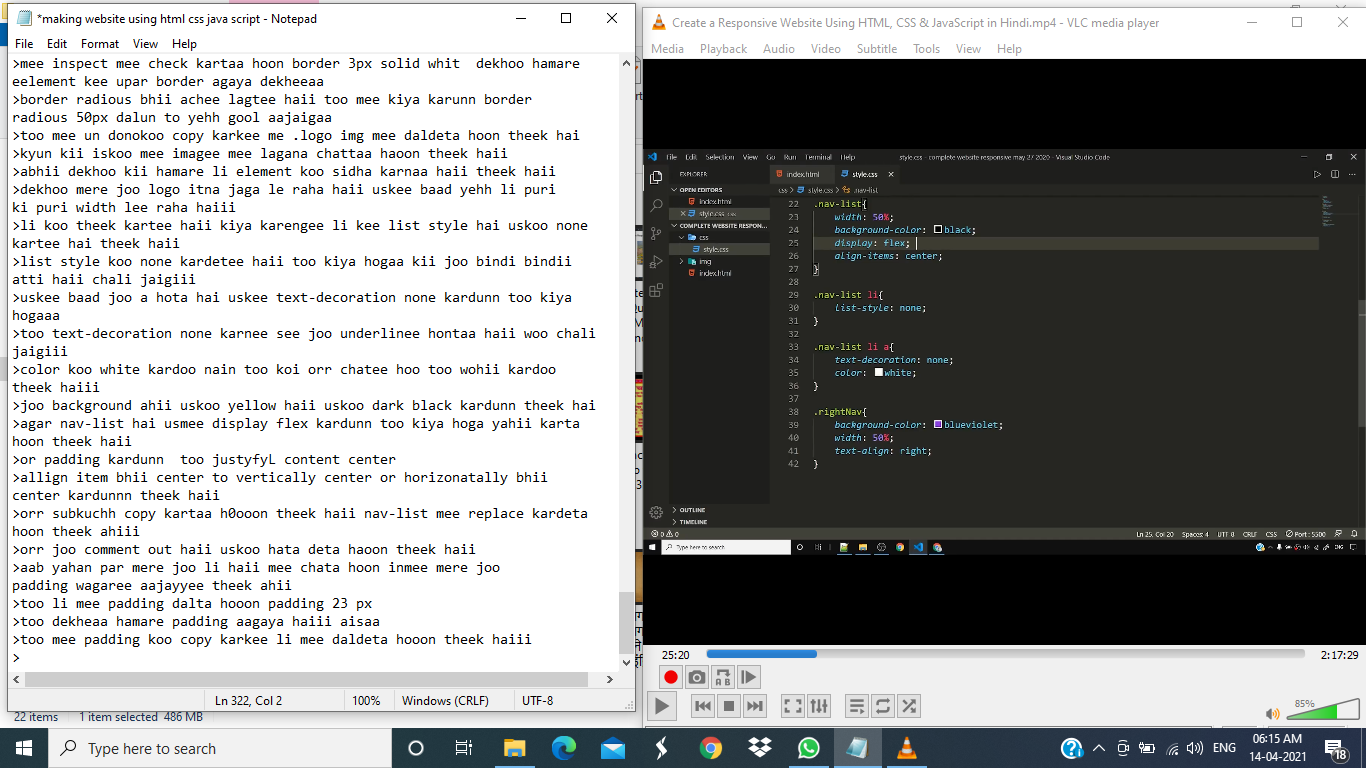 *making website using html css java script - Notepad
File Edit Format View Help
>mee inspect mee check kartaa hoon border 3px solid whit  dekhoo hamare
eelement kee upar border agaya dekheeaa
>border radious bhii achee lagtee haii too mee kiya karunn border
radious 50px dalun to yehh gool aajaigaa
>too mee un donokoo copy karkee me .logo img mee daldeta hoon theek hai
>kyun kii iskoo mee imagee mee lagana chattaa haoon theek haii
>abhii dekhoo kii hamare li element koo sidha karnaa haii theek haii
>dekhoo mere joo logo itna jaga le raha haii uskee baad yehh li puri
ki puri width lee raha haiii
>li koo theek kartee haii kiya karengee li kee list style hai uskoo none
kartee hai theek haii
>list style koo none kardetee haii too kiya hogaa kii joo bindi bindii
atti haii chali jaigiii
>uskee baad joo a hota hai uskee text-decoration none kardunn too kiya
hogaaa
>too text-decoration none karnee see joo underlinee hontaa haii woo chali
jaigiii
>color koo white kardoo nain too koi orr chatee hoo too wohii kardoo
theek haiii
>joo background ahii uskoo yellow haii uskoo dark black kardunn theek hai
>agar nav-list hai usmee display flex kardunn too kiya hoga yahii karta
hoon theek haii
>or padding kardunn  too justyfyL content center
>allign item bhii center to vertically center or horizonatally bhii
center kardunnn theek haii
>orr subkuchh copy kartaa h0ooon theek haii nav-list mee replace kardeta
hoon theek ahiii
>orr joo comment out haii uskoo hata deta haoon theek haii
>aab yahan par mere joo li haii mee chata hoon inmee mere joo
padding wagaree aajayyee theek ahii
>too li mee padding dalta hooon padding 23 px
>too dekheaa hamare padding aagaya haiii aisaa
>too mee padding koo copy karkee li mee daldeta hooon theek haiii
>
Ln 322, Col 2 100% Windows (CRLF) UTF-8
22 items 1 item selected 486 MB
Create a Responsive Website Using HTML, CSS & JavaScript in Hindi.mp4 - VLC media player
Media Playback Audio Video Subtitle Tools View Help
File Edit Selection View Go Run Terminal Help style.css - complete website responsive may 27 2020 - Visual Studio Code
EXPLORER
OPEN EDITORS
index.html
style.css css
COMPLETE WEBSITE RESPON...
css
style.css
img
index.html
OUTLINE
TIMELINE
index.html style.css
css > style.css > .nav-list
22 .nav-list{
23 width: 50%;
24 background-color: black;
25 display: flex;
26 align-items: center;
27 }
28
29 .nav-list li{
30 list-style: none;
31 }
32
33 .nav-list li a{
34 text-decoration: none;
35 color: white;
36 }
37
38 .rightNav{
39 background-color: blueviolet;
40 width: 50%;
41 text-align: right;
42 }
0 0 Ln 25, Col 20 Spaces: 4 UTF-8 CRLF CSS Port : 5500
Type here to search
ENG
25:20 2:17:29
85%
Type here to search
ENG 06:15 AM
14-04-2021
18